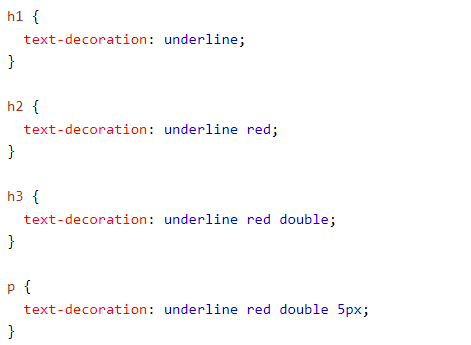 h1 {
  text-decoration: underline;
}
h2 {
  text-decoration: underline red;
}
h3 {
  text-decoration: underline red double;
}
p {
  text-decoration: underline red double 5px;
}